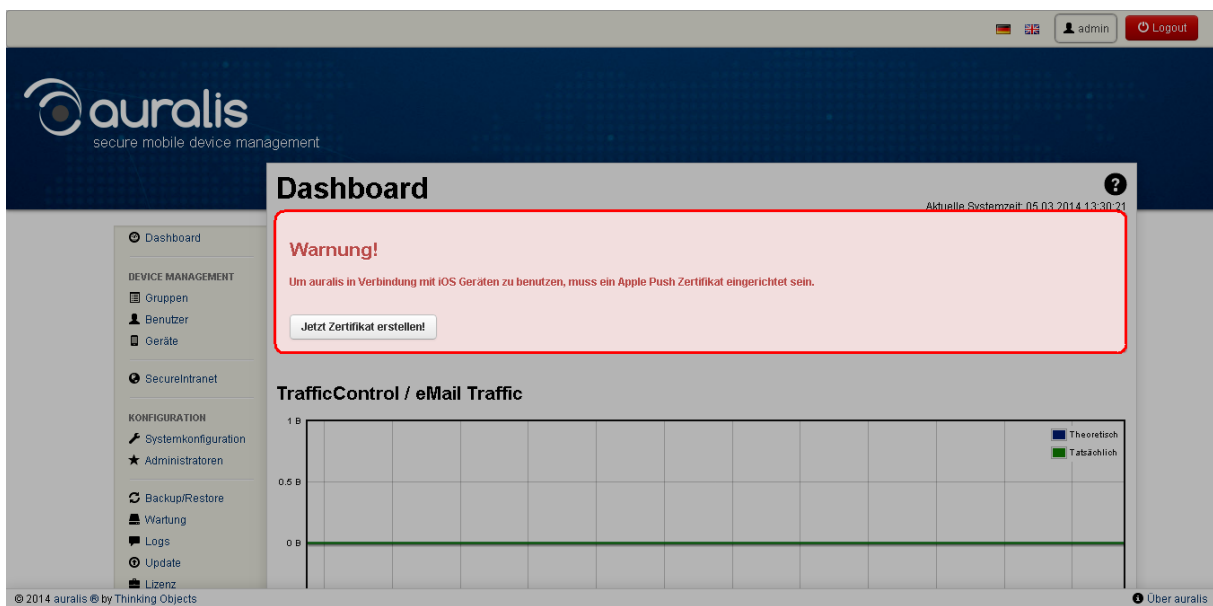 admin
Logout
auralis
secure mobile device management
Dashboard
Aktuelle Systemzeit: 05.03.2014 13:30:21
Dashboard
DEVICE MANAGEMENT
Gruppen
Benutzer
Geräte
SecureIntranet
KONFIGURATION
Systemkonfiguration
Administratoren
Backup/Restore
Wartung
Logs
Update
Lizenz
Warnung!
Um auralis in Verbindung mit iOS Geräten zu benutzen, muss ein Apple Push Zertifikat eingerichtet sein.
Jetzt Zertifikat erstellen!
TrafficControl / eMail Traffic
1 B
0.5 B
0 B
Theoretisch
Tatsächlich
© 2014 auralis ® by Thinking Objects
Über auralis